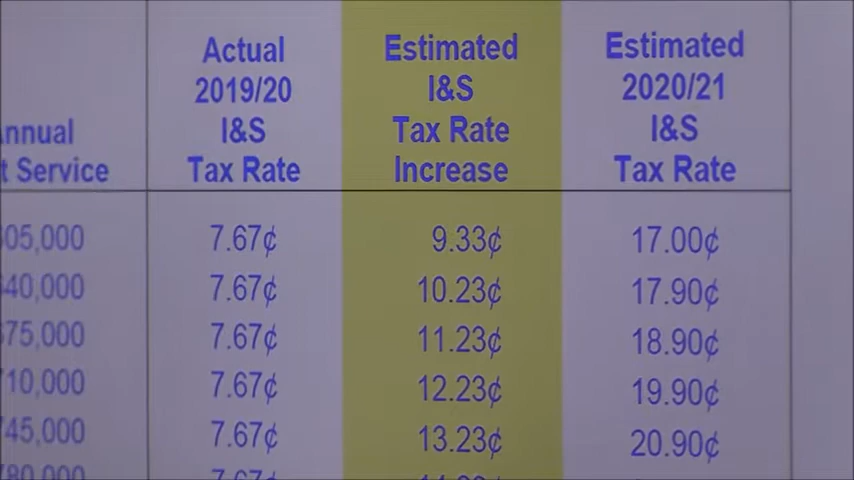 Actual Estimated Estimated
2019/20 I&S 2020/21
Annual I&S Tax Rate I&S
Service Tax Rate Increase Tax Rate
05,000 7.67¢ 9.33¢ 17.00¢
40,000 7.67¢ 10.23¢ 17.90¢
75,000 7.67¢ 11.23¢ 18.90¢
710,000 7.67¢ 12.23¢ 19.90¢
745,000 7.67¢ 13.23¢ 20.90¢